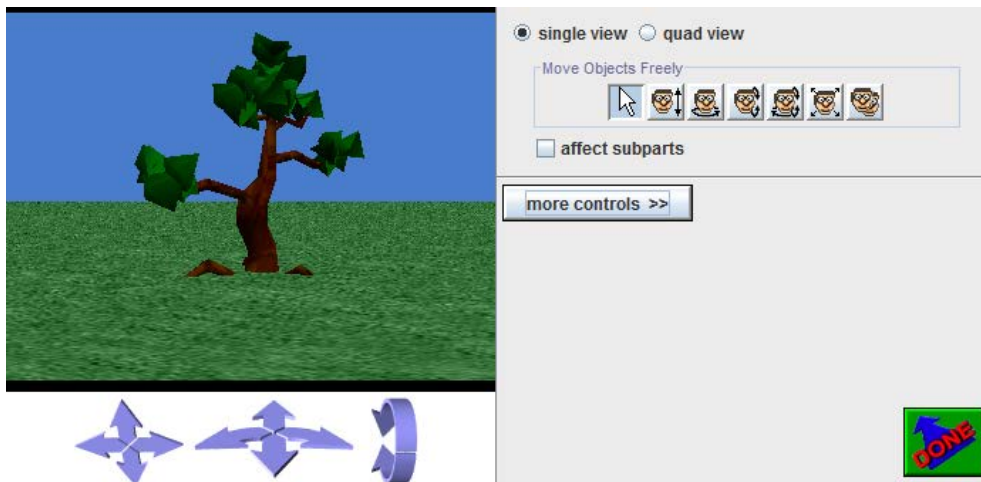 single view quad view
Move Objects Freely
affect subparts
more controls >>
DONE